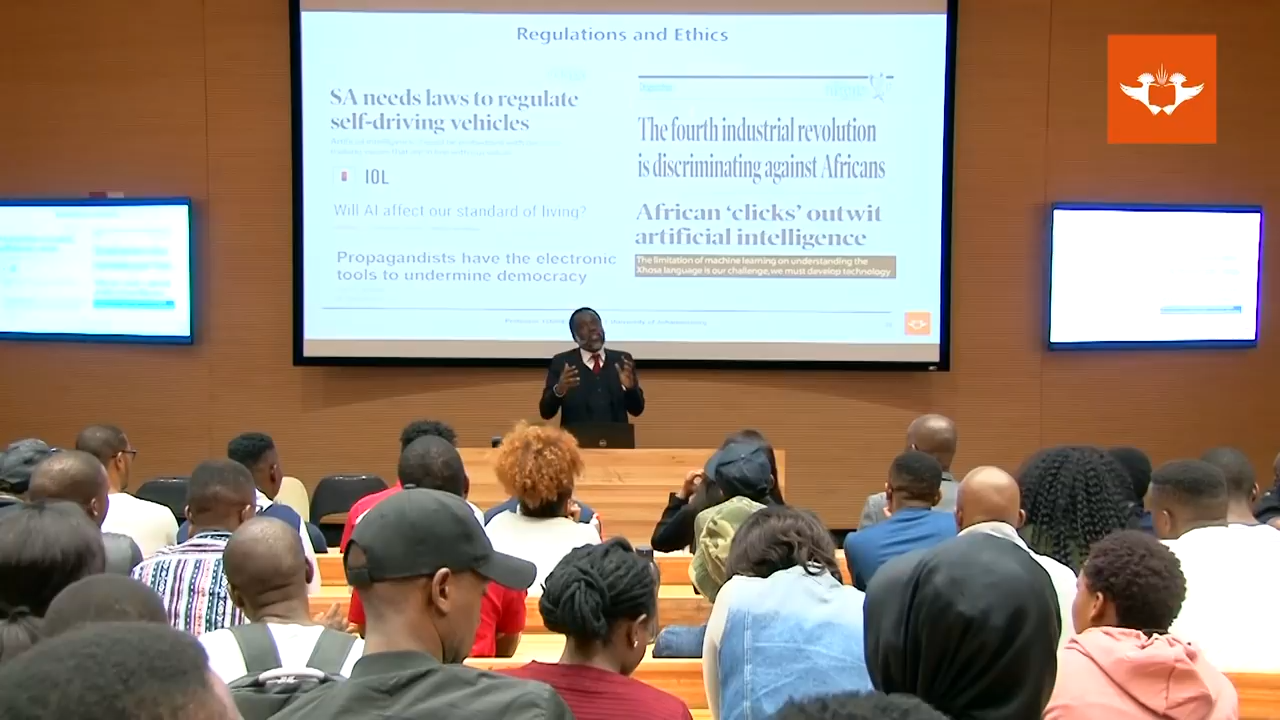 Regulations and Ethics
SA needs laws to regulate
self-driving vehicles
IOL
Will AI affect our standard of living?
Propagandists have the electronic
tools to undermine democracy
The fourth industrial revolution
is discriminating against Africans
African ‘clicks’ outwit
artificial intelligence
The limitation of machine learning on understanding the
Xhosa language is our challenge, we must develop technology